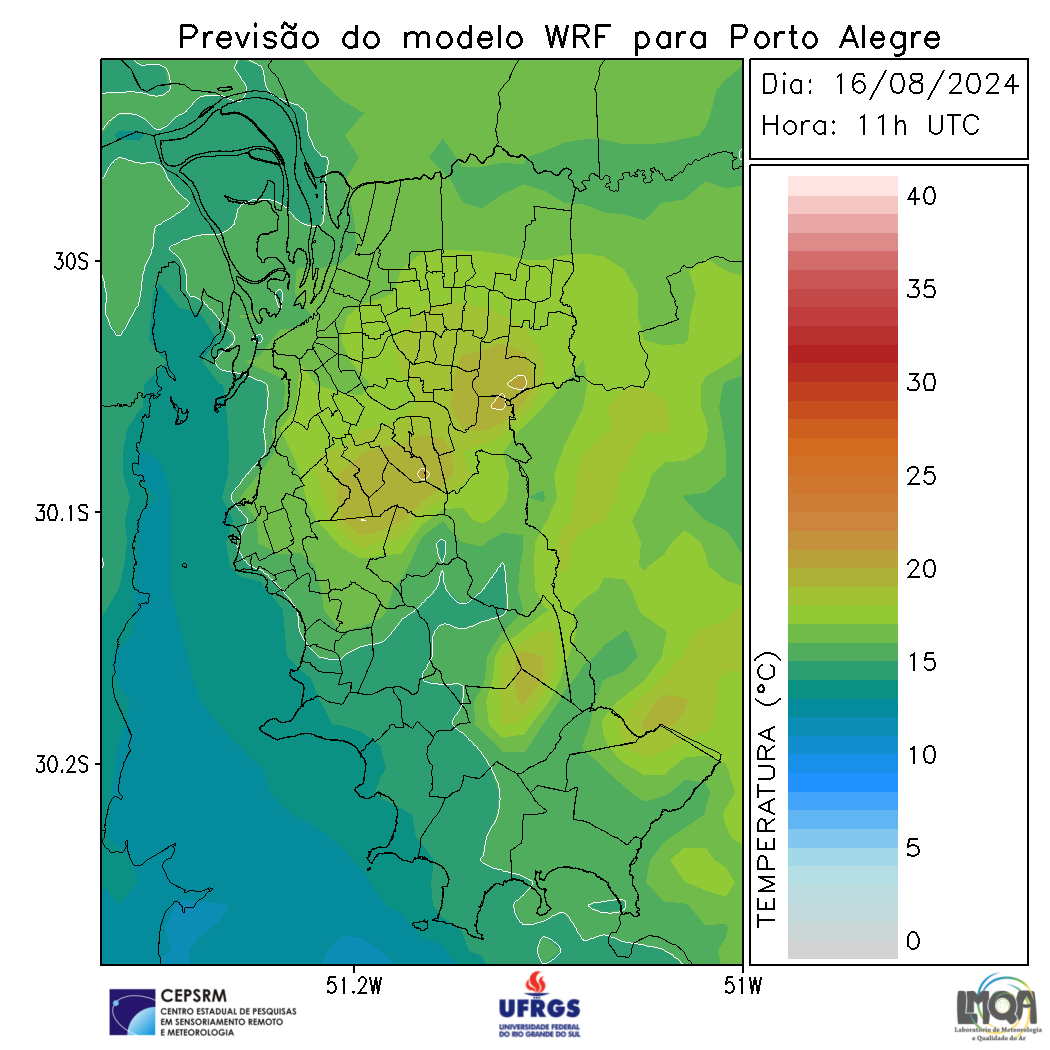 Previsão do modelo WRF para Porto Alegre
Dia: 16/08/2024
Hora: 11h UTC
30S
30.1S
30.2S
51.2W
51W
TEMPERATURA (°C)
40
35
30
25
20
15
10
5
0
CEPSRM
CENTRO ESTADUAL DE PESQUISAS
EM SENSORIAMENTO REMOTO
E METEOROLOGIA
UFRGS
UNIVERSIDADE FEDERAL
DO RIO GRANDE DO SUL
LMQA
Laboratório de Meteorologia
e Qualidade do Ar